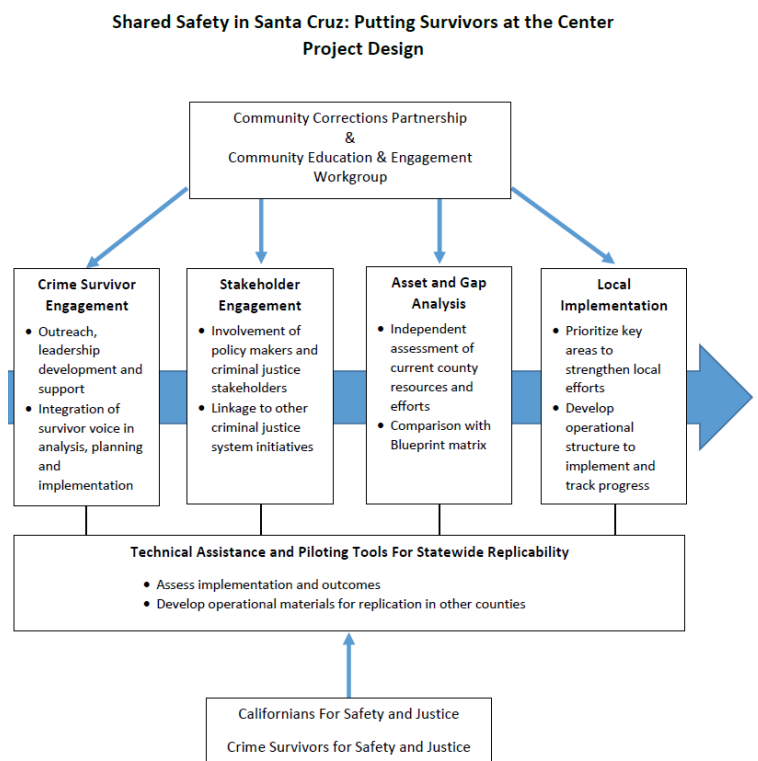 Shared Safety in Santa Cruz: Putting Survivors at the Center
Project Design
Community Corrections Partnership
&
Community Education & Engagement
Workgroup
Crime Survivor
Engagement
• Outreach,
leadership
development and
support
• Integration of
survivor voice in
analysis, planning
and
implementation
Stakeholder
Engagement
• Involvement of
policy makers and
criminal justice
stakeholders
• Linkage to other
criminal justice
system initiatives
Asset and Gap
Analysis
• Independent
assessment of
current county
resources and
efforts
• Comparison with
Blueprint matrix
Local
Implementation
• Prioritize key
areas to
strengthen local
efforts
• Develop
operational
structure to
implement and
track progress
Technical Assistance and Piloting Tools For Statewide Replicability
• Assess implementation and outcomes
• Develop operational materials for replication in other counties
Californians For Safety and Justice
Crime Survivors for Safety and Justice